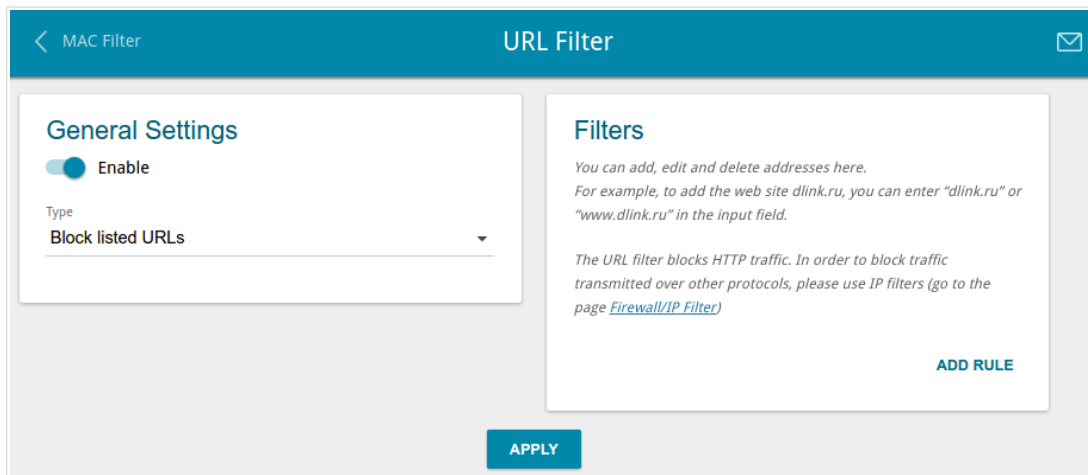 MAC Filter
URL Filter
General Settings
Enable
Type
Block listed URLs
Filters
You can add, edit and delete addresses here.
For example, to add the web site dlink.ru, you can enter “dlink.ru” or
“www.dlink.ru” in the input field.
The URL filter blocks HTTP traffic. In order to block traffic
transmitted over other protocols, please use IP filters (go to the
page Firewall/IP Filter)
ADD RULE
APPLY